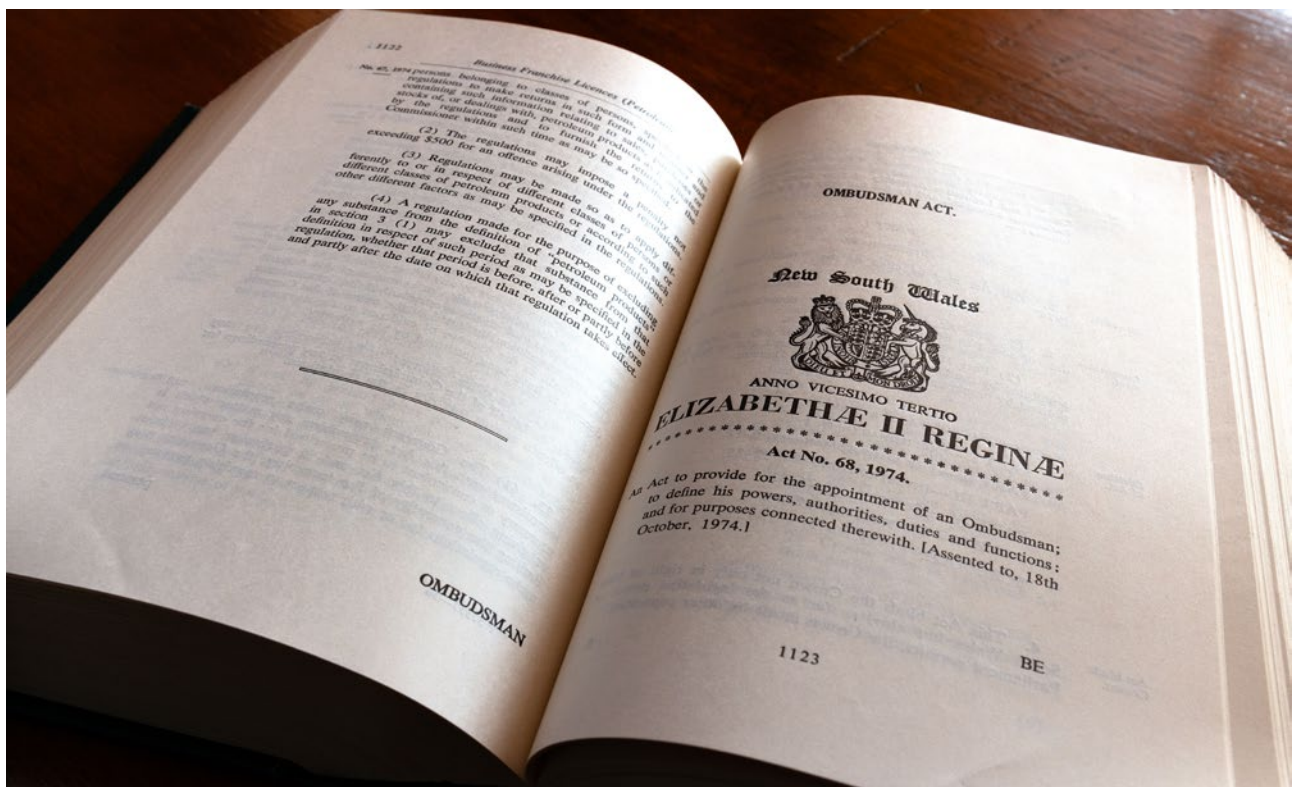 1122
Business Franchise Licences (Petroleum
No. 67, 1974 persons belonging to classes of persons,
regulations to make returns in such form and
containing such information relating to sales
stocks of, or dealings with, petroleum products
by the regulations and to furnish the returns to
Commissioner within such time as may be so specified.
(2) The regulations may impose a penalty not
exceeding $500 for an offence arising under the regulations.
(3) Regulations may be made so as to apply dif-
ferently to or in respect of different classes of persons or
different classes of petroleum products or according to such
other different factors as may be specified in the regulations.
(4) A regulation made for the purpose of excluding
any substance from the definition of "petroleum products"
in section 3 (1) may exclude that substance from that
definition in respect of such period as may be specified in the
regulation, whether that period is before, after or partly before
and partly after the date on which that regulation takes effect.
OMBUDSMAN
OMBUDSMAN ACT.
New South Wales
ANNO VICESIMO TERTIO
ELIZABETHÆ II REGINÆ
Act No. 68, 1974.
An Act to provide for the appointment of an Ombudsman;
to define his powers, authorities, duties and functions;
and for purposes connected therewith. [Assented to, 18th
October, 1974.]
1123
BE